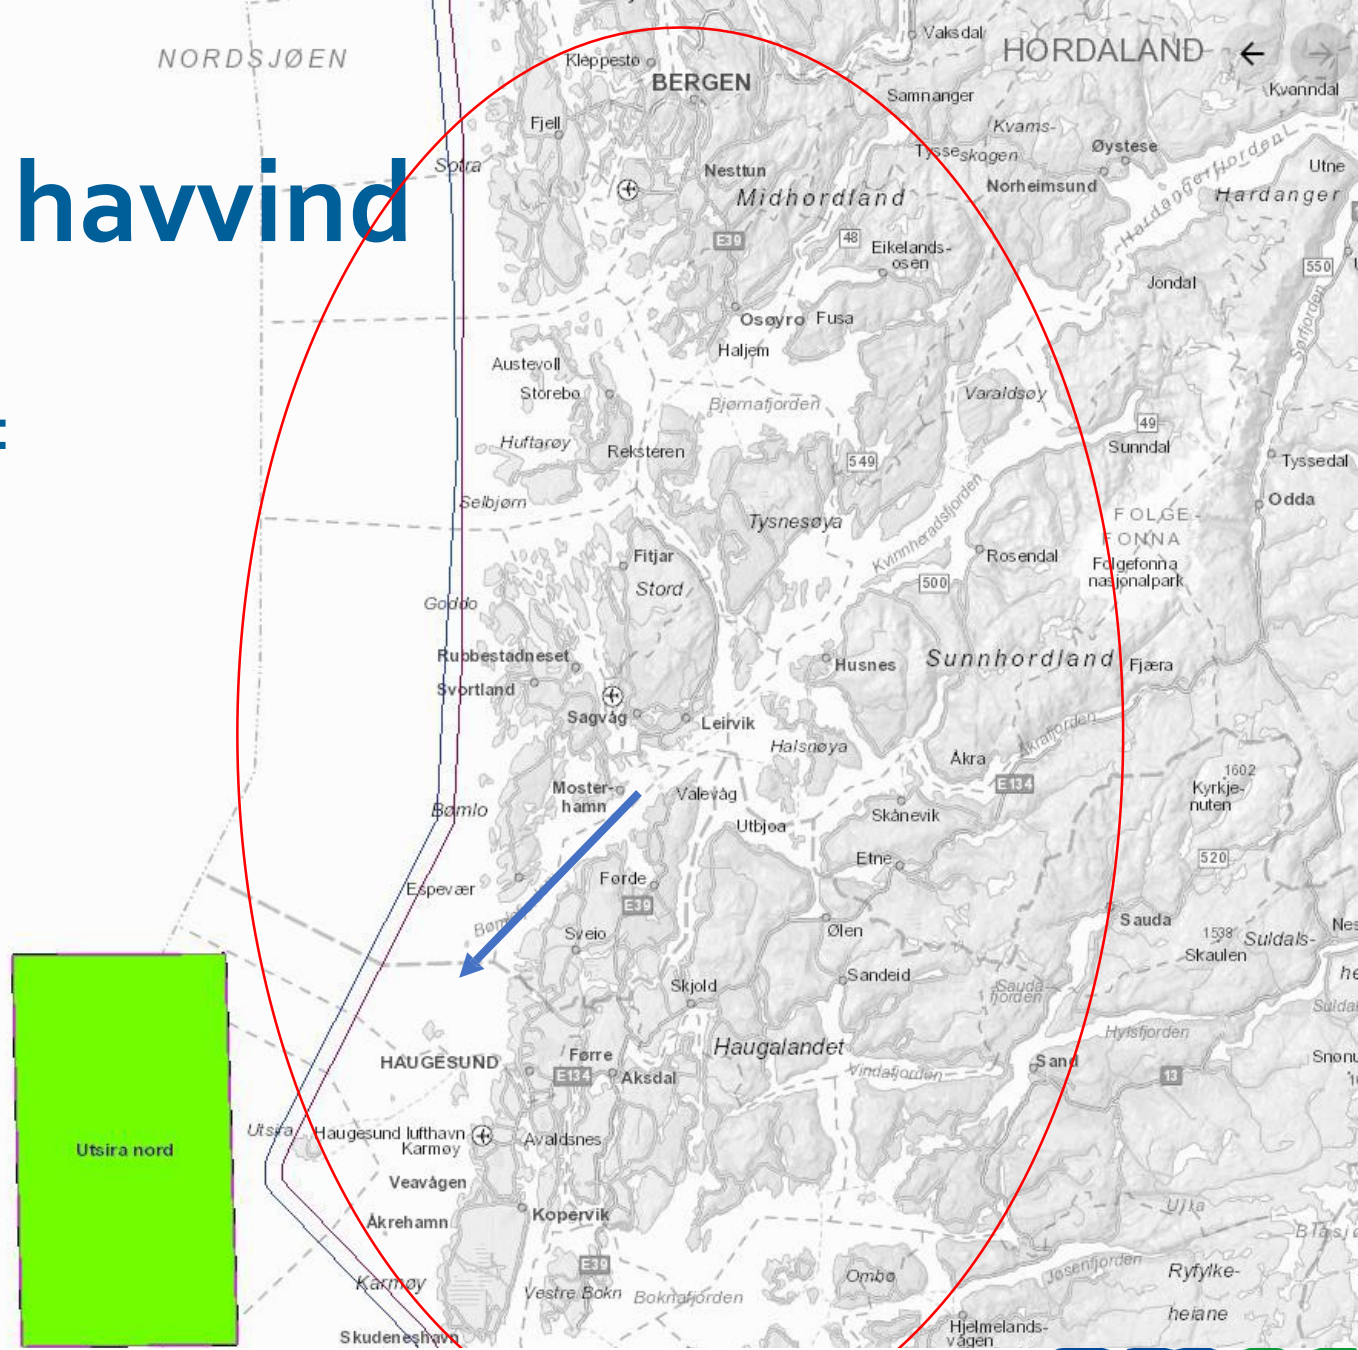 NORDSJØEN
Kleppestø
BERGEN
Vaksdal
HORDALAND
Kvanndal
Samnanger
Fjell
Kvams-
skogen
Øystese
Tysse
Sotra
havvind
Nesttun
Midhordland
Norheimsund
Hardangerfjorden
Utne
Hardanger
E39
48
Eikelands-
osen
550
Jondal
Osøyro
Fusa
Sørfjorden
Haljem
Austevoll
Storebø
Bjørnafjorden
Varaldsøy
:
49
Huftarøy
Reksteren
549
Sunndal
Tyssedal
Selbjørn
Odda
Tysnesøya
FOLGE-
FONNA
Kvinnheradsfjorden
Fitjar
Rosendal
Folgefonna
nasjonalpark
Stord
500
Goddo
Rubbestadneset
Husnes
Sunnhordland
Fjæra
Svortland
Sagvåg
Leirvik
Halsnøya
Åkrafjorden
Åkra
Moster-
hamn
Valevåg
E134
1602
Kyrkje-
nuten
Bømlo
Utbjoa
Skånevik
Etne
520
Espevær
Førde
E39
Sveio
Ølen
Sauda
1538
Skaulen
Suldals-
he
Skjold
Sandeid
Sauda-
fjorden
Hylsfjorden
HAUGESUND
Førre
Haugalandet
E134
Aksdal
Vindafjorden
Sand
13
Utsira
Haugesund lufthavn
Karmøy
Avaldsnes
Utsira nord
Veavågen
Åkrehamn
Kopervik
E39
Karmøy
Vestre Bokn
Boknafjorden
Ombo
Jøsenfjorden
Ryfylke-
heiane
Skudeneshavn
Hjelmelands-
vågen